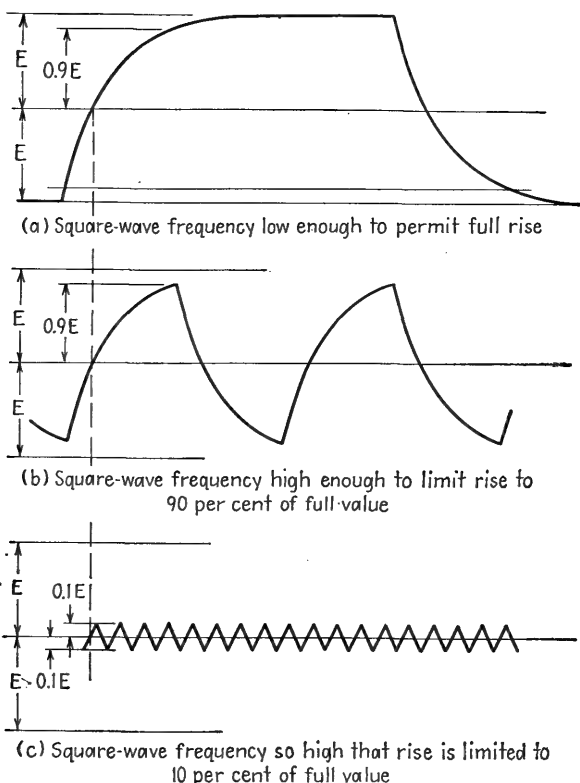 E
0.9E
E
(a) Square-wave frequency low enough to permit full rise
E
0.9E
E
(b) Square-wave frequency high enough to limit rise to
90 per cent of full value
E
0.1E
E
0.1E
(c) Square-wave frequency so high that rise is limited to
10 per cent of full value